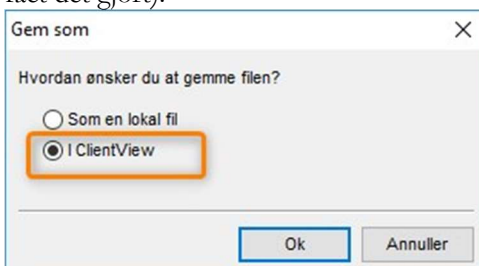 Gem som
Hvordan ønsker du at gemme filen?
Som en lokal fil
I ClientView
Ok
Annuller